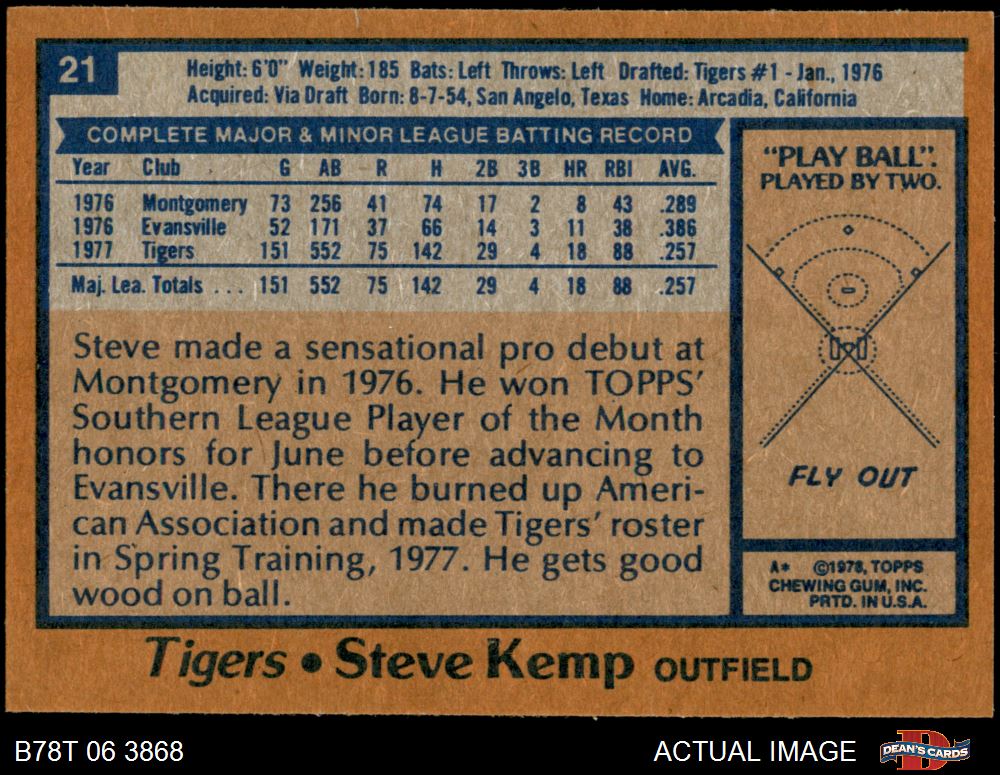 21
Height: 6'0" Weight: 185 Bats: Left Throws: Left Drafted: Tigers #1 - Jan., 1976
Acquired: Via Draft Born: 8-7-54, San Angelo, Texas Home: Arcadia, California
COMPLETE MAJOR & MINOR LEAGUE BATTING RECORD
Year Club G AB R H 2B 3B HR RBI AVG.
1976 Montgomery 73 256 41 74 17 2 8 43 .289
1976 Evansville 52 171 37 66 14 3 11 38 .386
1977 Tigers 151 552 75 142 29 4 18 88 .257
Maj. Lea. Totals . . . 151 552 75 142 29 4 18 88 .257
Steve made a sensational pro debut at
Montgomery in 1976. He won TOPPS'
Southern League Player of the Month
honors for June before advancing to
Evansville. There he burned up Ameri-
can Association and made Tigers' roster
in Spring Training, 1977. He gets good
wood on ball.
"PLAY BALL".
PLAYED BY TWO.
FLY OUT
A* ©1978, TOPPS
CHEWING GUM, INC.
PRTD. IN U.S.A.
Tigers • Steve Kemp OUTFIELD
B78T 06 3868
ACTUAL IMAGE
D
DEAN'S CARDS